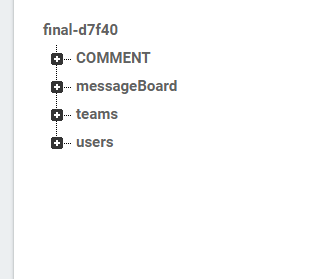 final-d7f40
COMMENT
messageBoard
teams
users